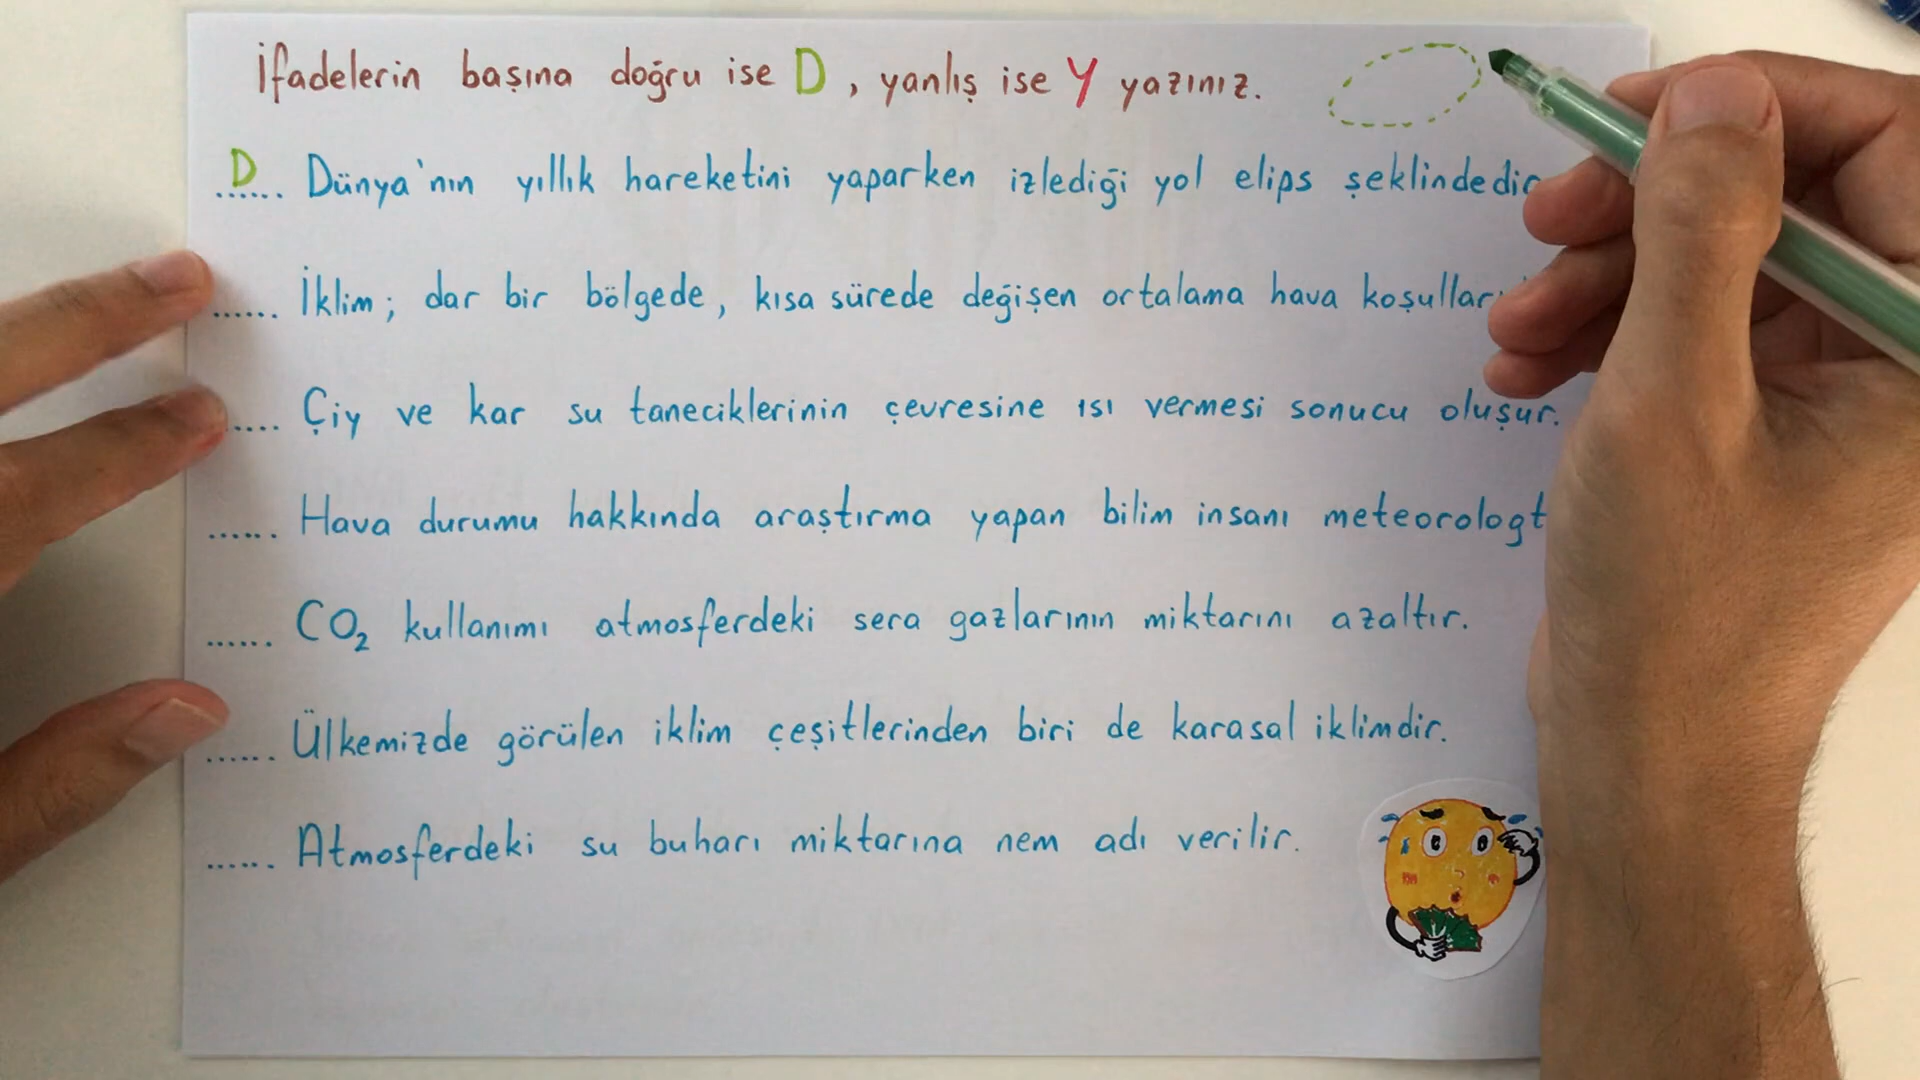 İfadelerin başına doğru ise D, yanlış ise Y yazınız.
D...... Dünya'nın yıllık hareketini yaparken izlediği yol elips şeklindedir
...... İklim; dar bir bölgede, kısa sürede değişen ortalama hava
..... Çiy ve kar su taneciklerinin çevresine ısı vermesi sonucu oluşur.
...... Hava durumu hakkında araştırma yapan bilim insanı meteorologt
...... CO₂ kullanımı atmosferdeki sera gazlarının miktarını azaltır.
...... Ülkemizde görülen iklim çeşitlerinden biri de karasal iklimdir.
...... Atmosferdeki su buharı miktarına nem adı verilir.